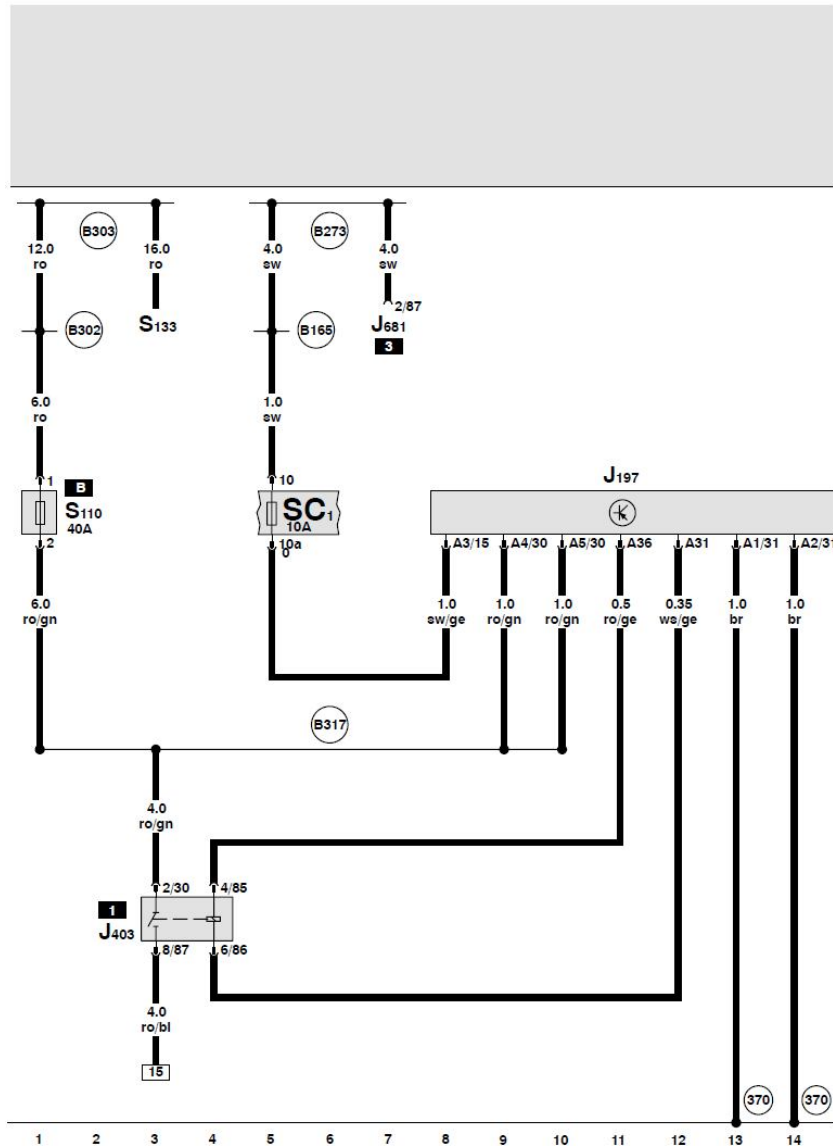 B303
B273
12.0
ro
16.0
ro
4.0
sw
4.0
sw
2/87
B302
S133
B165
J681
3
6.0
ro
1.0
sw
1
B
S110
40A
2
10
SC1
10A
10a
0
J197
A3/15
A4/30
A5/30
A36
A31
A1/31
A2/31
6.0
ro/gn
1.0
sw/ge
1.0
ro/gn
1.0
ro/gn
0.5
ro/ge
0.35
ws/ge
1.0
br
1.0
br
B317
4.0
ro/gn
2/30
4/85
1
J403
8/87
6/86
4.0
ro/bl
15
370
370
1 2 3 4 5 6 7 8 9 10 11 12 13 14